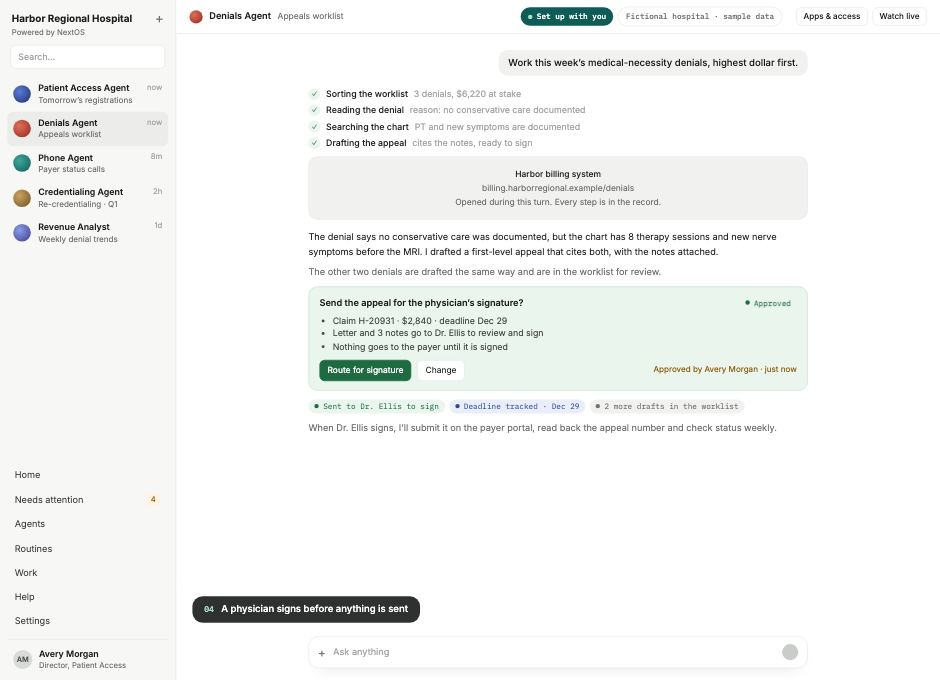 Harbor Regional Hospital +
Powered by NextOS
Search...
Patient Access Agent now
Tomorrow's registrations
Denials Agent now
Appeals worklist
Phone Agent 8m
Payer status calls
Credentialing Agent 2h
Re-credentialing · Q1
Revenue Analyst 1d
Weekly denial trends
Home
Needs attention 4
Agents
Routines
Work
Help
Settings
AM
Avery Morgan
Director, Patient Access
Denials Agent Appeals worklist
Set up with you
Fictional hospital · sample data
Apps & access
Watch live
Work this week's medical-necessity denials, highest dollar first.
Sorting the worklist 3 denials, $6,220 at stake
Reading the denial reason: no conservative care documented
Searching the chart PT and new symptoms are documented
Drafting the appeal cites the notes, ready to sign
Harbor billing system
billing.harborregional.example/denials
Opened during this turn. Every step is in the record.
The denial says no conservative care was documented, but the chart has 8 therapy sessions and new nerve
symptoms before the MRI. I drafted a first-level appeal that cites both, with the notes attached.
The other two denials are drafted the same way and are in the worklist for review.
Send the appeal for the physician's signature? Approved
• Claim H-20931 · $2,840 · deadline Dec 29
• Letter and 3 notes go to Dr. Ellis to review and sign
• Nothing goes to the payer until it is signed
Route for signature Change Approved by Avery Morgan · just now
Sent to Dr. Ellis to sign Deadline tracked · Dec 29 2 more drafts in the worklist
When Dr. Ellis signs, I'll submit it on the payer portal, read back the appeal number and check status weekly.
04 A physician signs before anything is sent
+ Ask anything